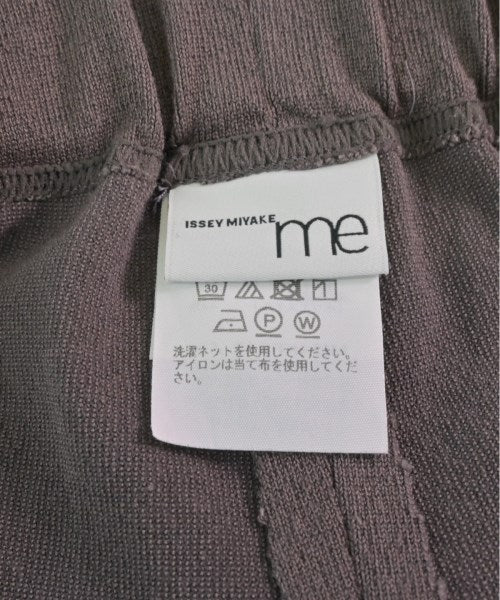 ISSEY MIYAKE me
30
P W
洗濯ネットを使用してください。
アイロンは当て布を使用してくだ
さい。